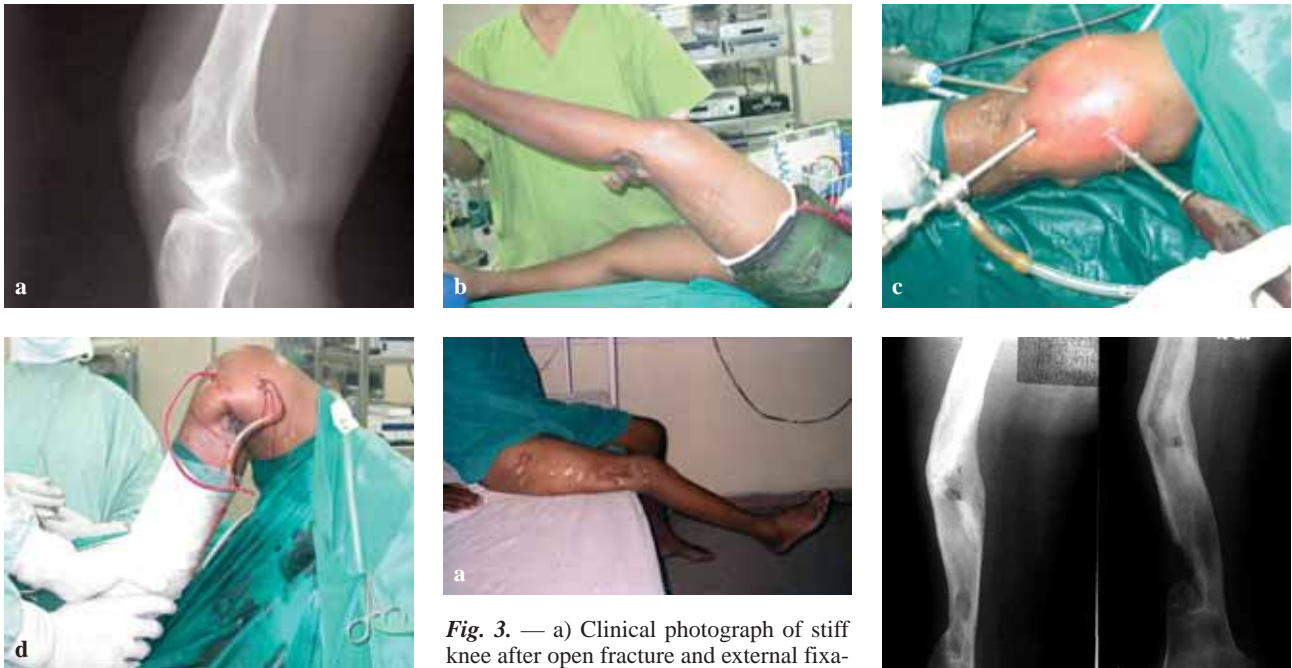 a
b
c
d
a
Fig. 3. — a) Clinical photograph of stiff
knee after open fracture and external fixa-